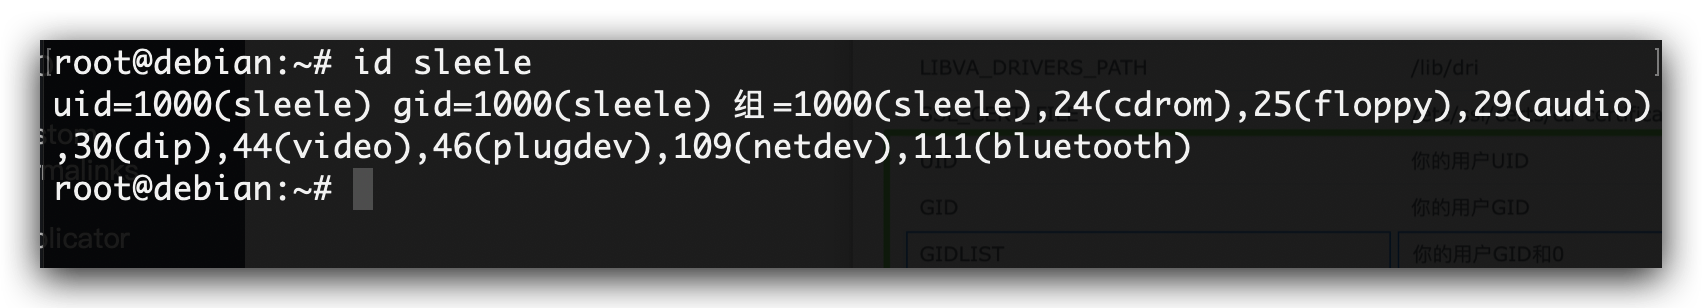 root@debian:~# id sleele
LIBVA_DRIVERS_PATH /lib/dri
uid=1000(sleele) gid=1000(sleele) 组=1000(sleele),24(cdrom),25(floppy),29(audio)
,30(dip),44(video),46(plugdev),109(netdev),111(bluetooth)
UID 你的用户UID
root@debian:~#
GID 你的用户GID
GIDLIST 你的用户GID和0